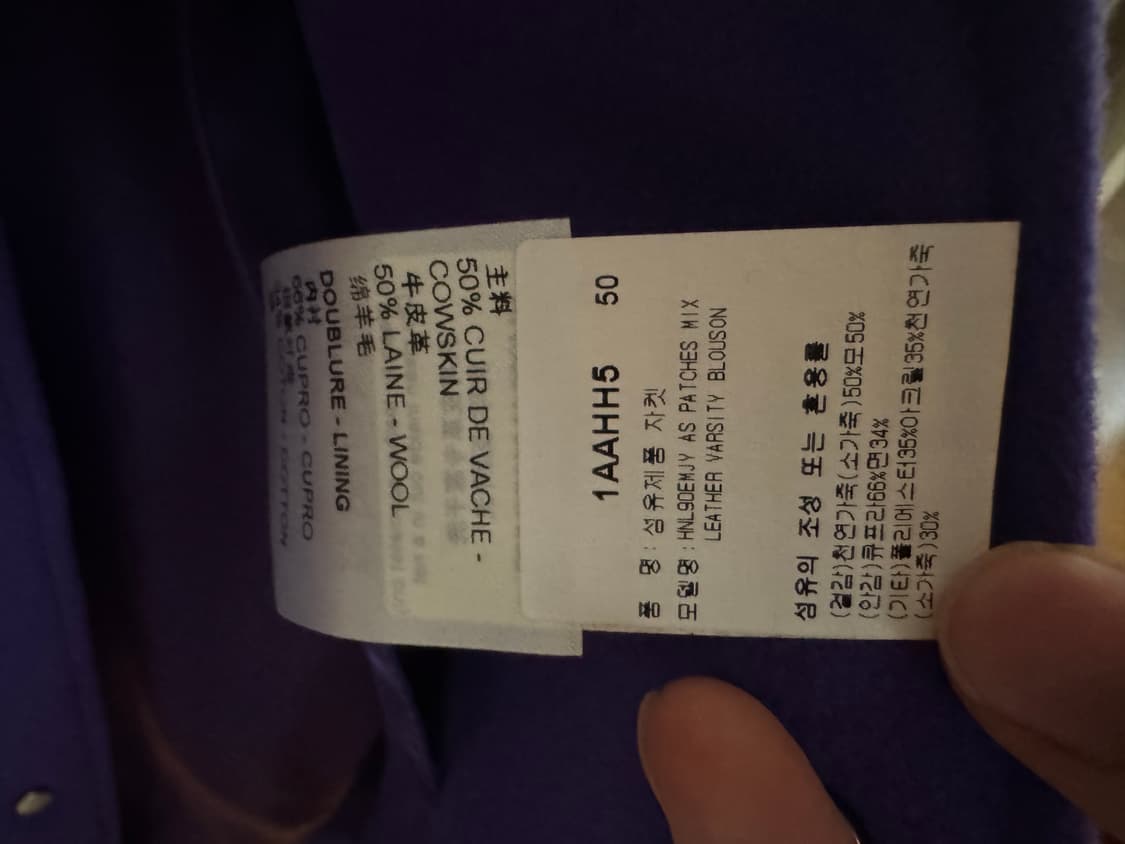 主料
50% CUIR DE VACHE -
COWSKIN
牛皮革
50% LAINE - WOOL
绵羊毛
DOUBLURE - LINING
内衬
66% CUPRO - CUPRO
COTON - COTTON
1AAHH5 50
품 명: 섬유제품 자켓
모델명:HNL90EMJY AS PATCHES MIX
LEATHER VARSITY BLOUSON
섬유의 조성 또는 혼용률
(겉감)천연가죽(소가죽)50%모50%
(안감)큐프라66%면34%
(기타)폴리에스터35%아크릴35%천연가죽
(소가죽)30%